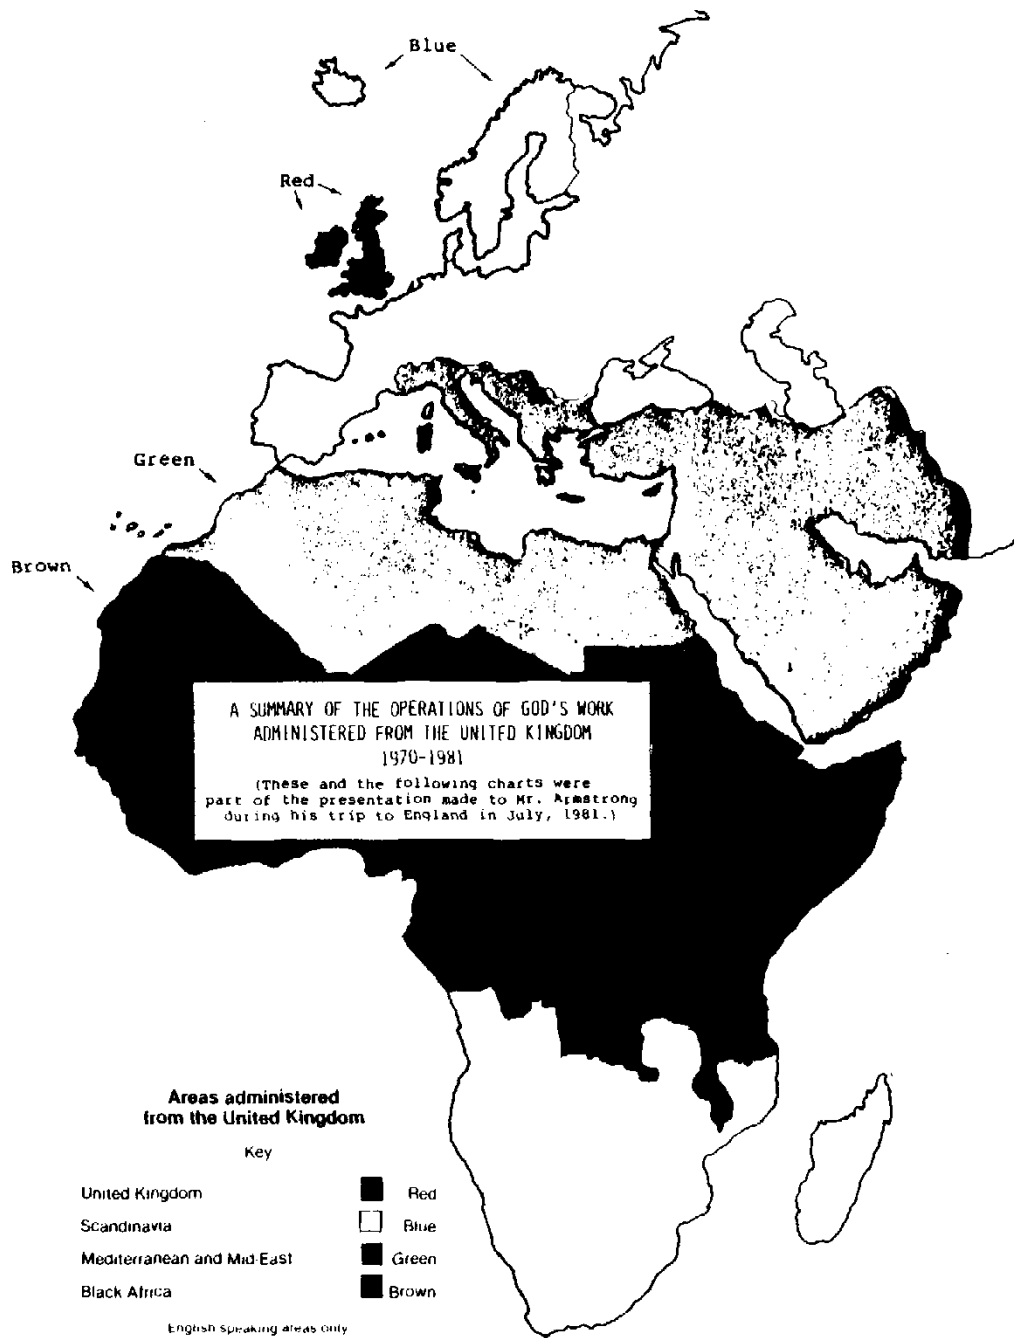 Blue
Red
Green
Brown
A SUMMARY OF THE OPERATIONS OF GOD'S WORK
ADMINISTERED FROM THE UNITED KINGDOM
1970-1981
(These and the following charts were
part of the presentation made to Mr. Armstrong
during his trip to England in July, 1981.)
Areas administered
from the United Kingdom
Key
United Kingdom Red
Scandinavia Blue
Mediterranean and Mid-East Green
Black Africa Brown
English speaking areas only